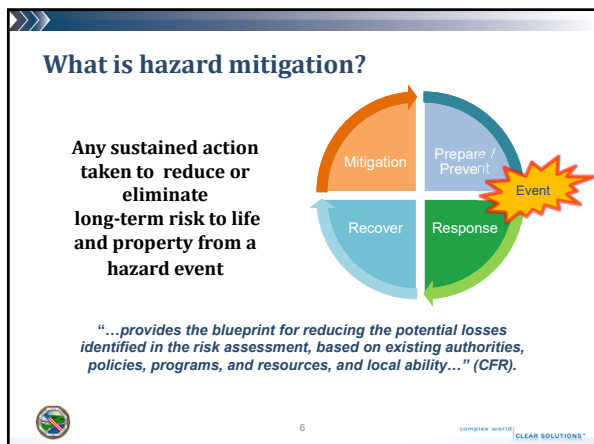 What is hazard mitigation?
Any sustained action
taken to reduce or
eliminate
long-term risk to life
and property from a
hazard event
Mitigation
Prepare /
Prevent
Event
Recover
Response
“…provides the blueprint for reducing the potential losses
identified in the risk assessment, based on existing authorities,
policies, programs, and resources, and local ability…” (CFR).
6
complex world
CLEAR SOLUTIONS™